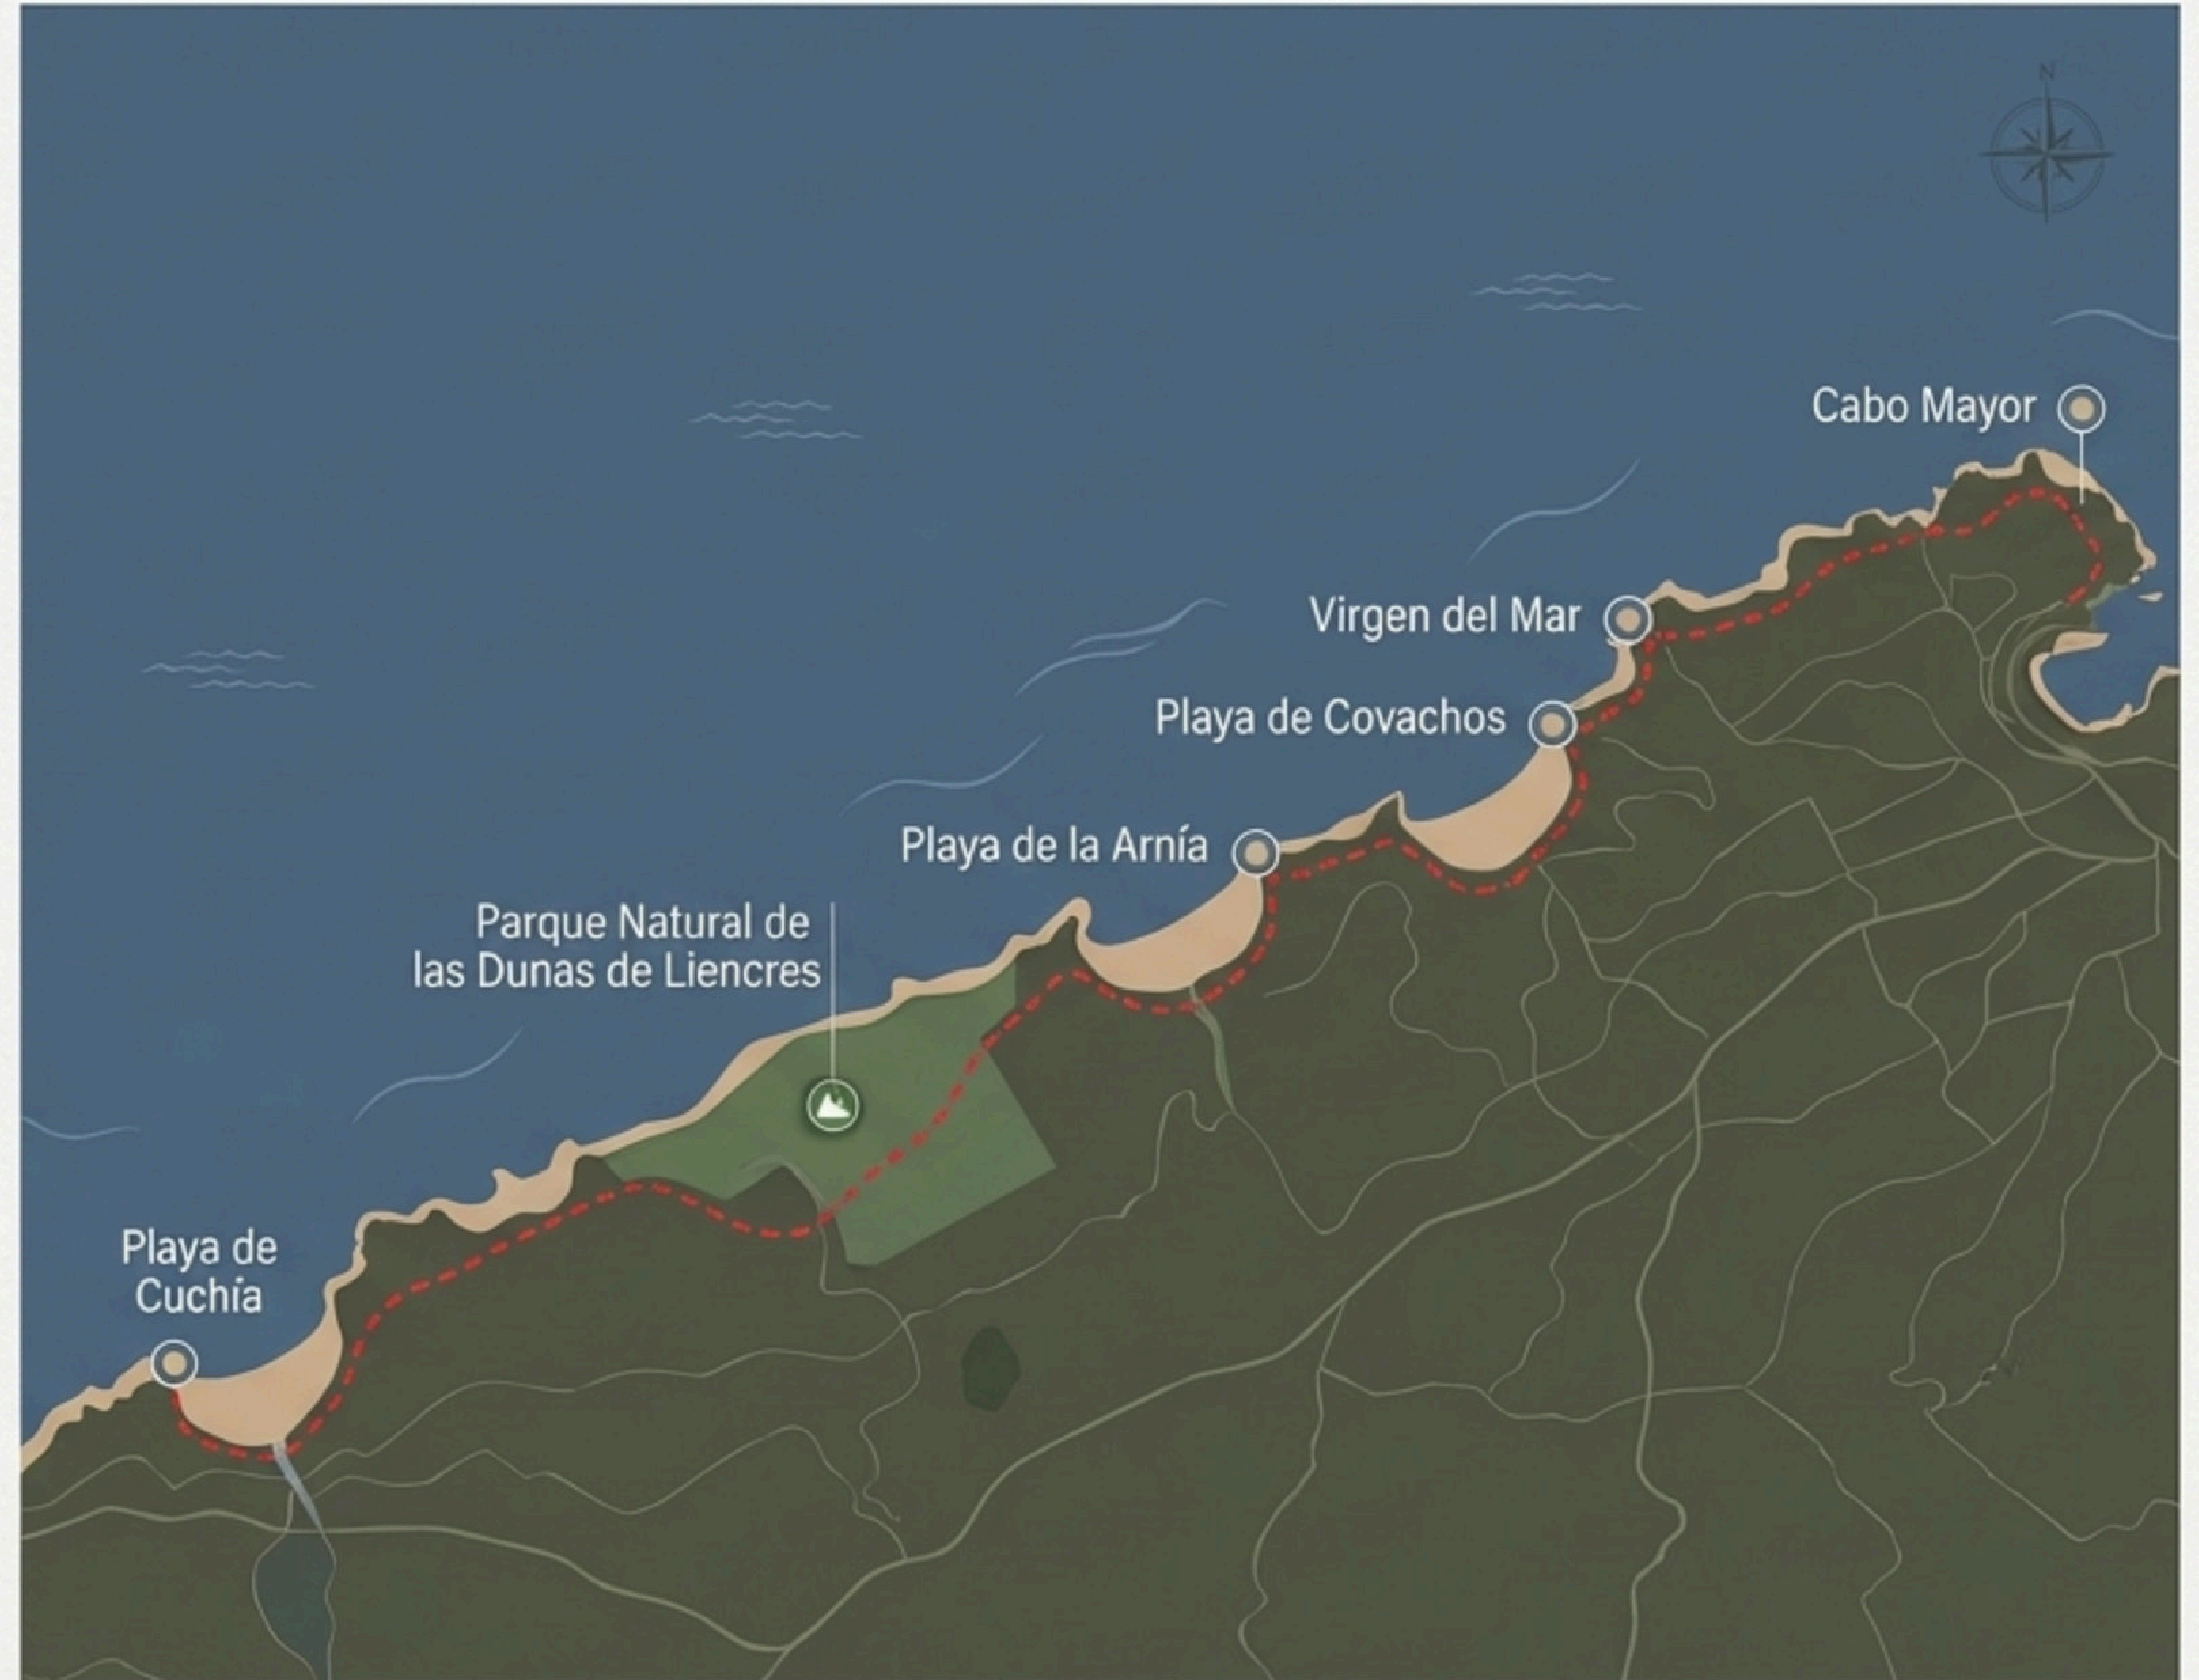 N
Cabo Mayor
Virgen del Mar
Playa de Covachos
Playa de la Arnía
Parque Natural de
las Dunas de Liencres
Playa de
Cuchía